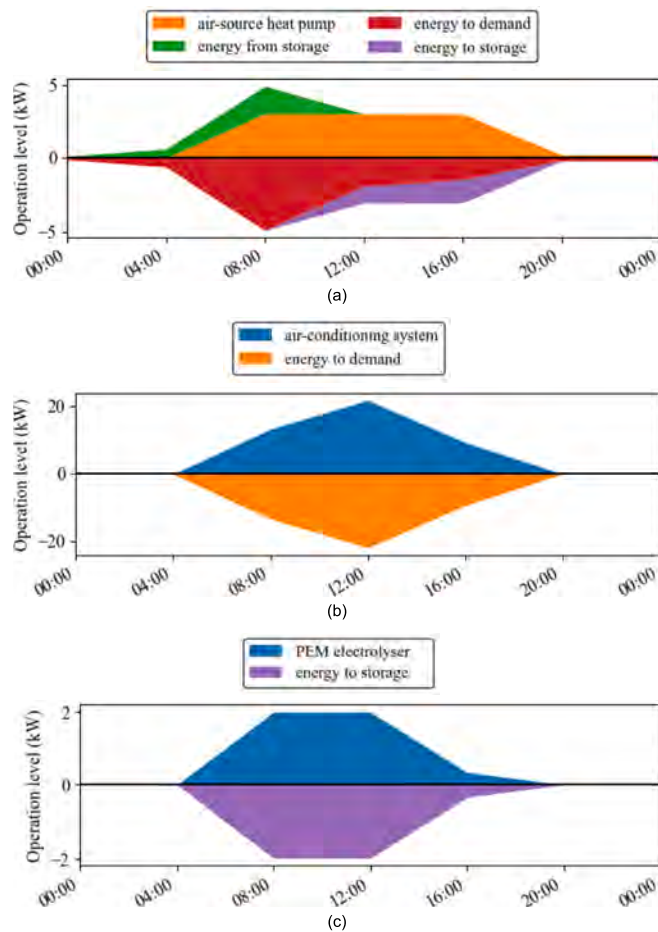 air-source heat pump energy to demand
energy from storage energy to storage
Operation level (kW)
5
0
−5
00:00 04:00 08:00 12:00 16:00 20:00 00:00
(a)
air-conditioning system
energy to demand
Operation level (kW)
20
0
−20
00:00 04:00 08:00 12:00 16:00 20:00 00:00
(b)
PEM electrolyser
energy to storage
Operation level (kW)
2
0
−2
00:00 04:00 08:00 12:00 16:00 20:00 00:00
(c)